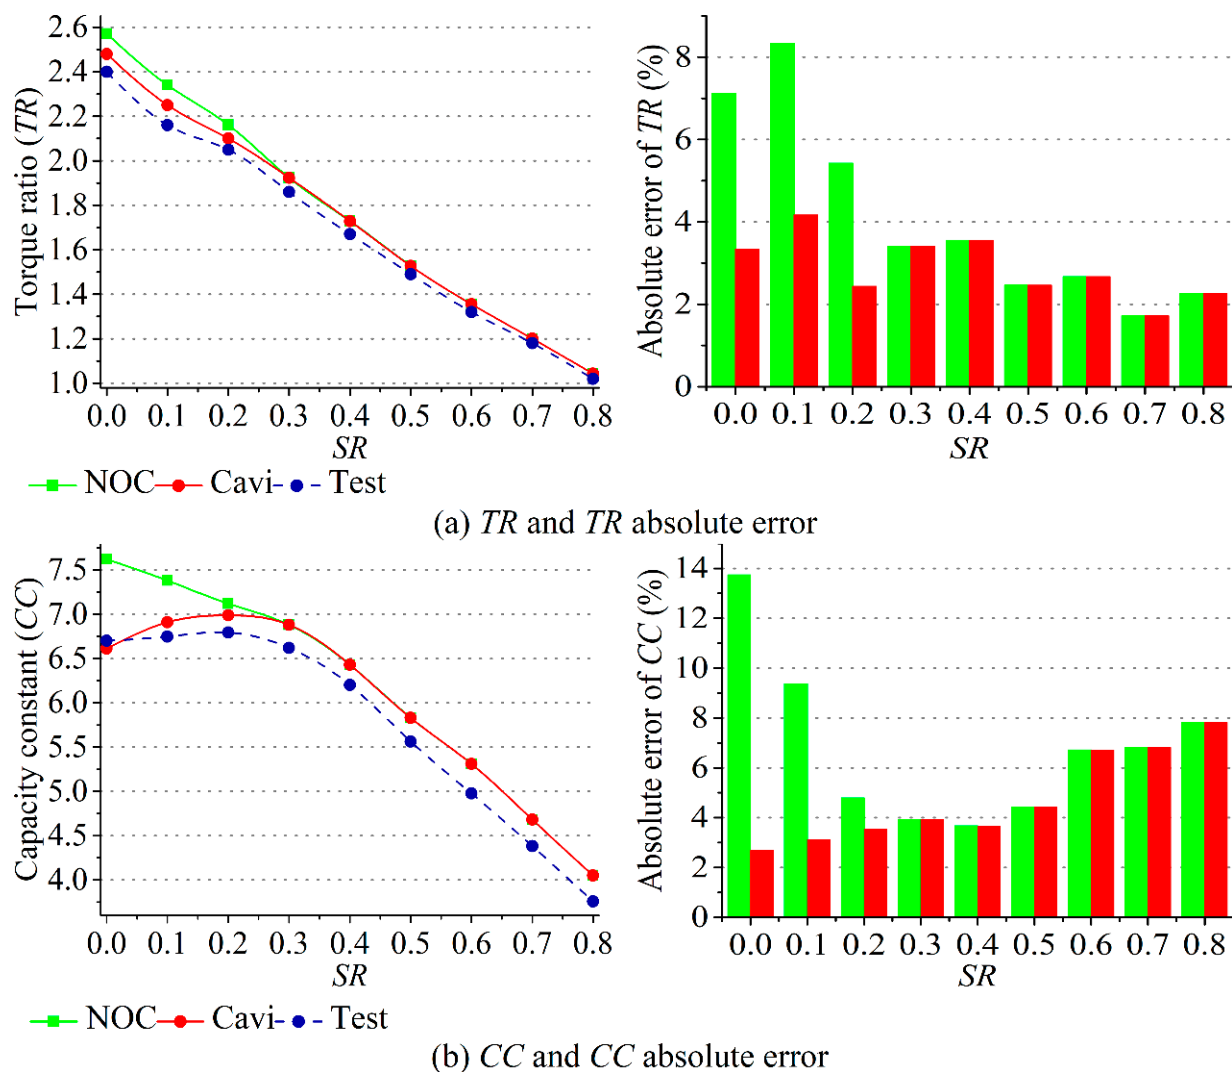 Torque ratio (TR)
2.6
2.4
2.2
2.0
1.8
1.6
1.4
1.2
1.0
0.0 0.1 0.2 0.3 0.4 0.5 0.6 0.7 0.8
SR
NOC Cavi Test
Absolute error of TR (%)
8
6
4
2
0
0.0 0.1 0.2 0.3 0.4 0.5 0.6 0.7 0.8
SR
(a) TR and TR absolute error
Capacity constant (CC)
7.5
7.0
6.5
6.0
5.5
5.0
4.5
4.0
0.0 0.1 0.2 0.3 0.4 0.5 0.6 0.7 0.8
SR
NOC Cavi Test
Absolute error of CC (%)
14
12
10
8
6
4
2
0
0.0 0.1 0.2 0.3 0.4 0.5 0.6 0.7 0.8
SR
(b) CC and CC absolute error